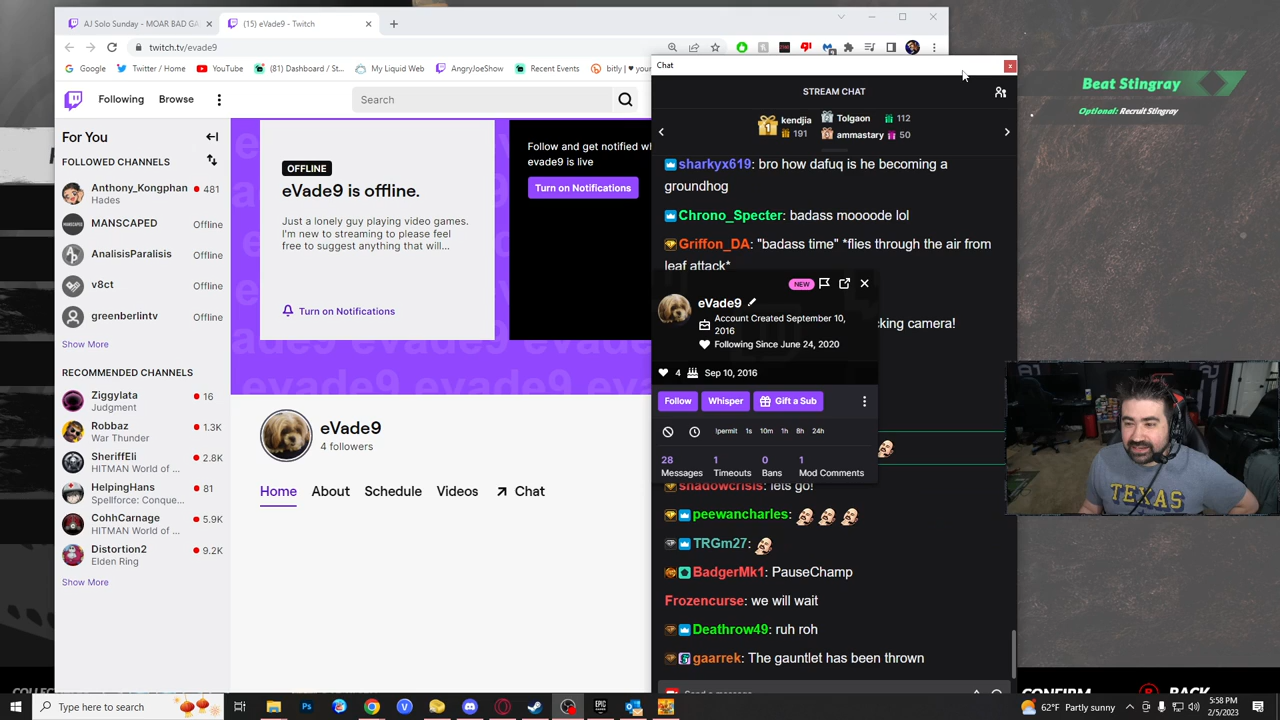 AJ Solo Sunday - MOAR BAD GA
(15) eVade9 - Twitch
twitch.tv/evade9
Google
Twitter / Home
YouTube
(81) Dashboard / St...
My Liquid Web
AngryJoeShow
Recent Events
bitly | ♥ your
Following
Browse
Search
For You
FOLLOWED CHANNELS
Anthony_Kongphan
481
Hades
MANSCAPED
Offline
AnalisisParalisis
Offline
v8ct
Offline
greenberlintv
Offline
Show More
RECOMMENDED CHANNELS
Ziggylata
16
Judgment
Robbaz
1.3K
War Thunder
SheriffEli
2.8K
HITMAN World of ...
HelpingHans
81
Spellforce: Conque...
CohhCarnage
5.9K
HITMAN World of ...
Distortion2
9.2K
Elden Ring
Show More
OFFLINE
eVade9 is offline.
Just a lonely guy playing video games.
I'm new to streaming to please feel
free to suggest anything that will...
Turn on Notifications
Follow and get notified wh
evade9 is live
Turn on Notifications
eVade9
4 followers
Home
About
Schedule
Videos
Chat
Chat
STREAM CHAT
kendjia
191
Tolgaon
112
ammastary
50
sharkyx619: bro how dafuq is he becoming a
groundhog
Chrono_Specter: badass moooode lol
Griffon_DA: "badass time" *flies through the air from
leaf attack*
cking camera!
NEW
eVade9
Account Created September 10,
2016
Following Since June 24, 2020
4
Sep 10, 2016
Follow
Whisper
Gift a Sub
!permit
1s
10m
1h
8h
24h
28
Messages
1
Timeouts
0
Bans
1
Mod Comments
shadowcrisis: lets go!
peewancharles:
TRGm27:
BadgerMk1: PauseChamp
Frozencurse: we will wait
Deathrow49: ruh roh
gaarrek: The gauntlet has been thrown
Send a message
Beat Stingray
Optional: Recruit Stingray
TEXAS
CONFIRM
BACK
Type here to search
62°F Partly sunny
5:58 PM
2/5/2023